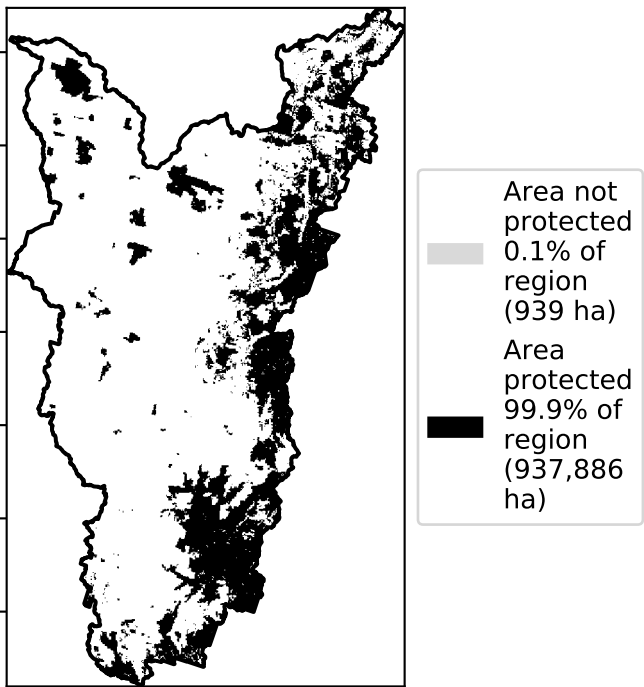 Area not
protected
0.1% of
region
(939 ha)
Area
protected
99.9% of
region
(937,886
ha)